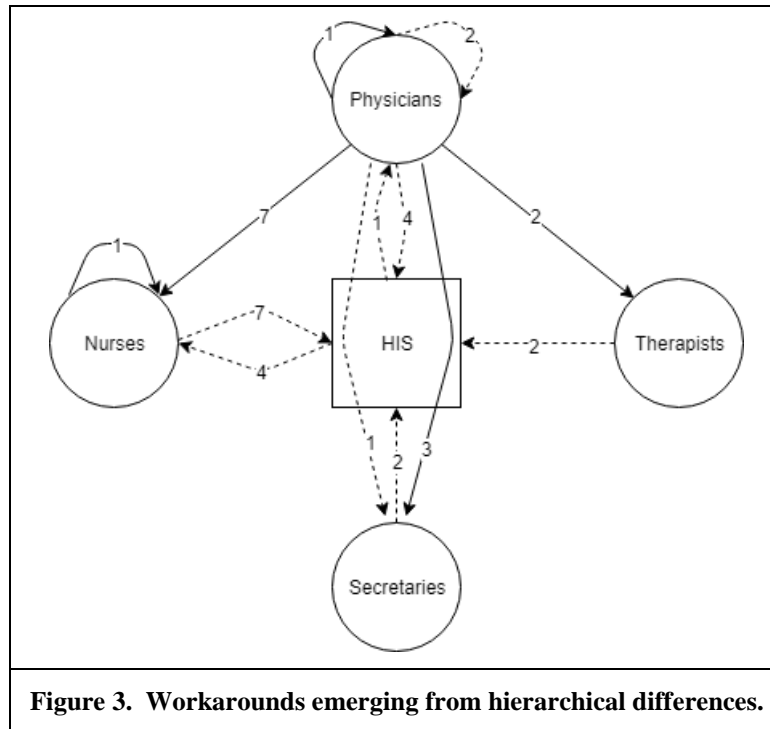 1
2
Physicians
7
1
4
2
1
7
Nurses
HIS
Therapists
4
2
1
2
3
Secretaries
Figure 3. Workarounds emerging from hierarchical differences.